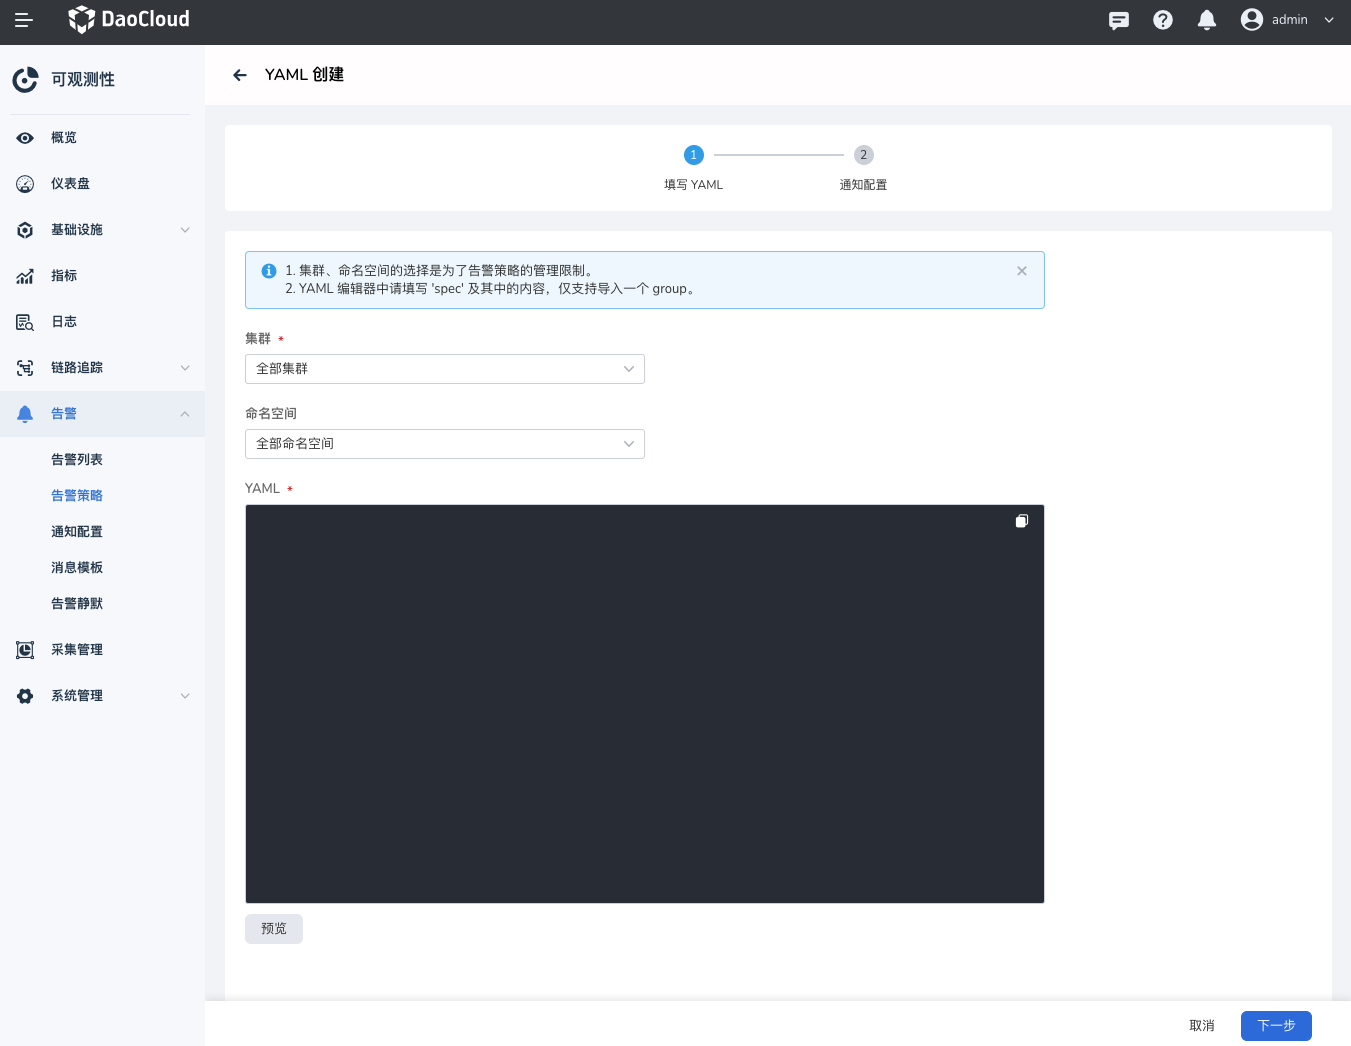 DaoCloud
admin
可观测性
概览
仪表盘
基础设施
指标
日志
链路追踪
告警
告警列表
告警策略
通知配置
消息模板
告警静默
采集管理
系统管理
YAML 创建
1
2
填写 YAML
通知配置
1. 集群、命名空间的选择是为了告警策略的管理限制。
2. YAML 编辑器中请填写 'spec' 及其中的内容，仅支持导入一个 group。
集群 *
全部集群
命名空间
全部命名空间
YAML *
预览
取消
下一步